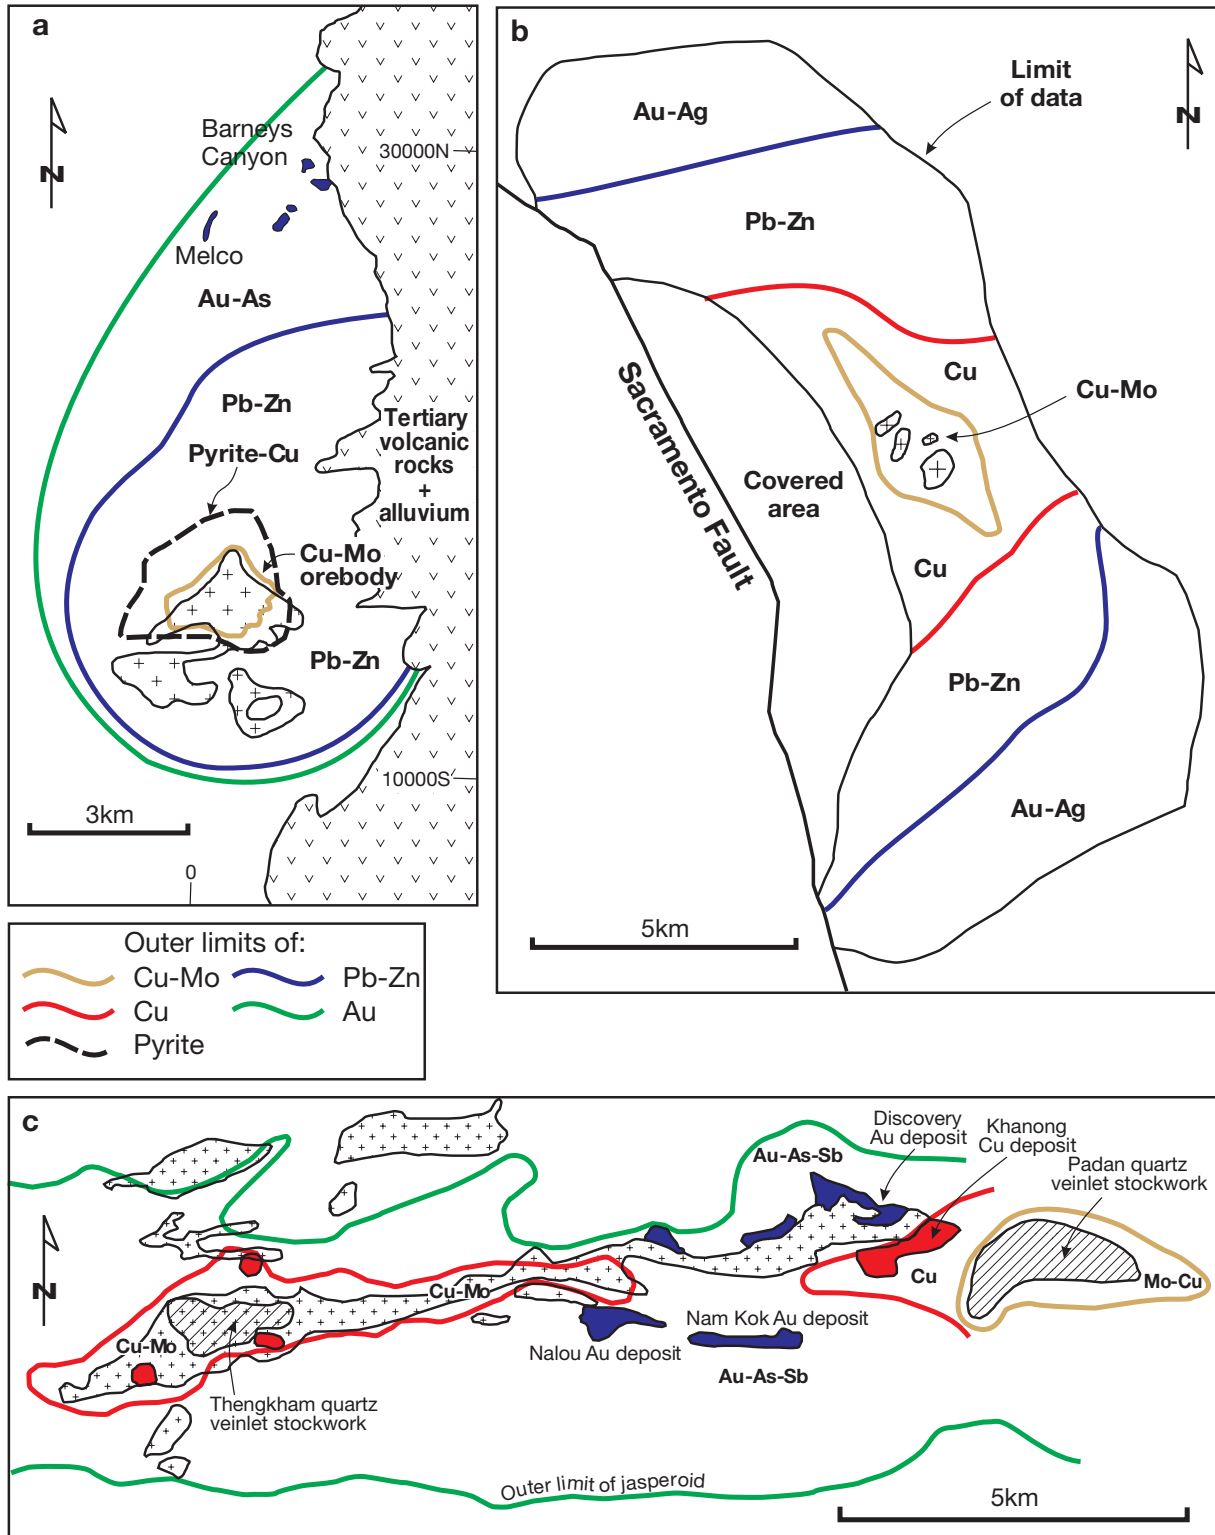 a
N
Barneys
Canyon
30000N
Melco
Au-As
Pb-Zn
Pyrite-Cu
Tertiary
volcanic
rocks
+
alluvium
Cu-Mo
orebody
Pb-Zn
10000S
3km
0
b
N
Limit
of data
Au-Ag
Pb-Zn
Cu
Cu-Mo
Sacramento Fault
Covered
area
Cu
Pb-Zn
Au-Ag
5km
Outer limits of:
Cu-Mo
Pb-Zn
Cu
Au
Pyrite
c
N
Discovery
Au deposit
Khanong
Cu deposit
Padan quartz
veinlet stockwork
Au-As-Sb
Cu
Mo-Cu
Cu-Mo
Cu-Mo
Nam Kok Au deposit
Nalou Au deposit
Au-As-Sb
Thengkham quartz
veinlet stockwork
Outer limit of jasperoid
5km